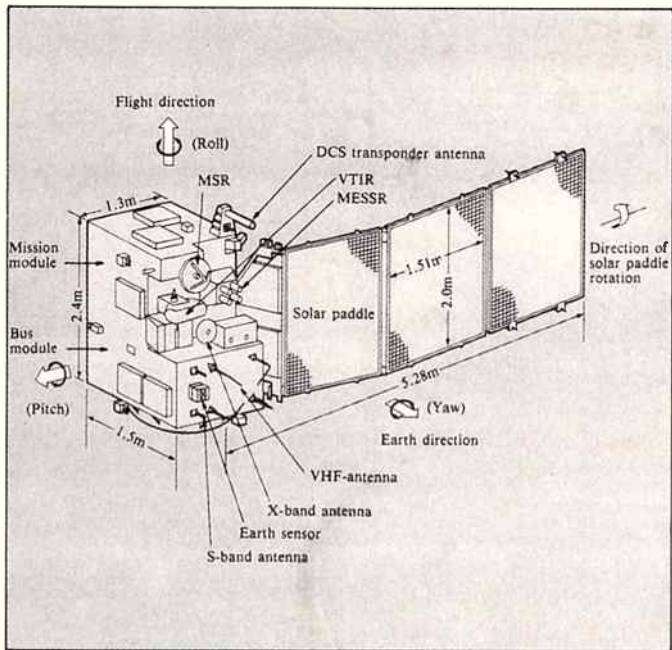 Flight direction
(Roll)
DCS transponder antenna
MSR
VTIR
MESSR
1.3m
Mission
module
2.4m
Bus
module
(Pitch)
1.5m
Solar paddle
1.51m
2.0m
Direction of
solar paddle
rotation
5.28m
(Yaw)
Earth direction
VHF-antenna
X-band antenna
Earth sensor
S-band antenna